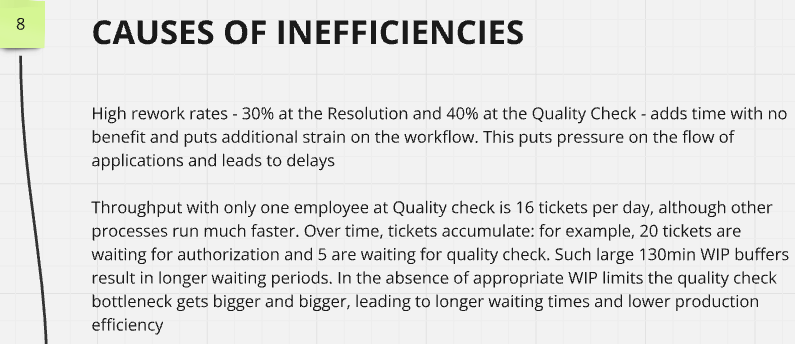 8
CAUSES OF INEFFICIENCIES
High rework rates - 30% at the Resolution and 40% at the Quality Check - adds time with no
benefit and puts additional strain on the workflow. This puts pressure on the flow of
applications and leads to delays
Throughput with only one employee at Quality check is 16 tickets per day, although other
processes run much faster. Over time, tickets accumulate: for example, 20 tickets are
waiting for authorization and 5 are waiting for quality check. Such large 130min WIP buffers
result in longer waiting periods. In the absence of appropriate WIP limits the quality check
bottleneck gets bigger and bigger, leading to longer waiting times and lower production
efficiency